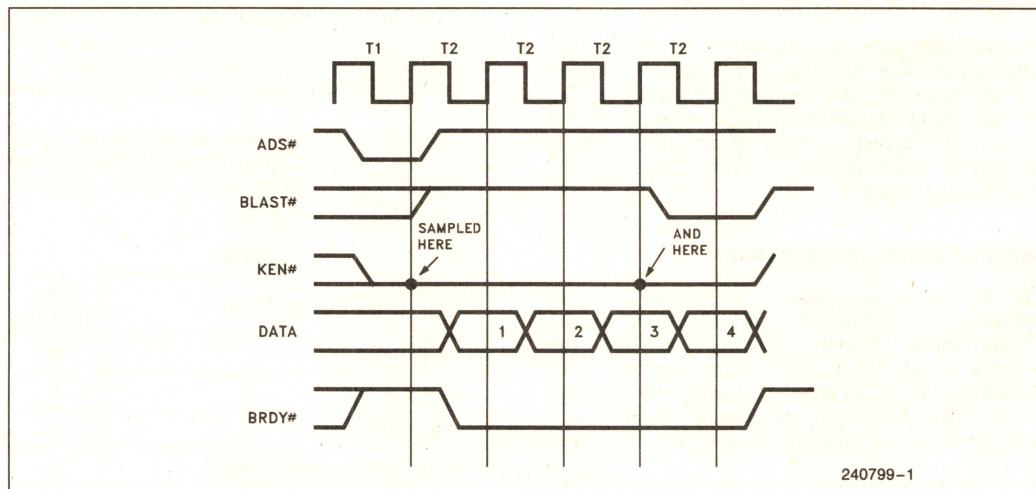 T1 T2 T2 T2 T2
ADS#
BLAST#
SAMPLED
HERE
AND
HERE
KEN#
DATA 1 2 3 4
BRDY#
240799-1